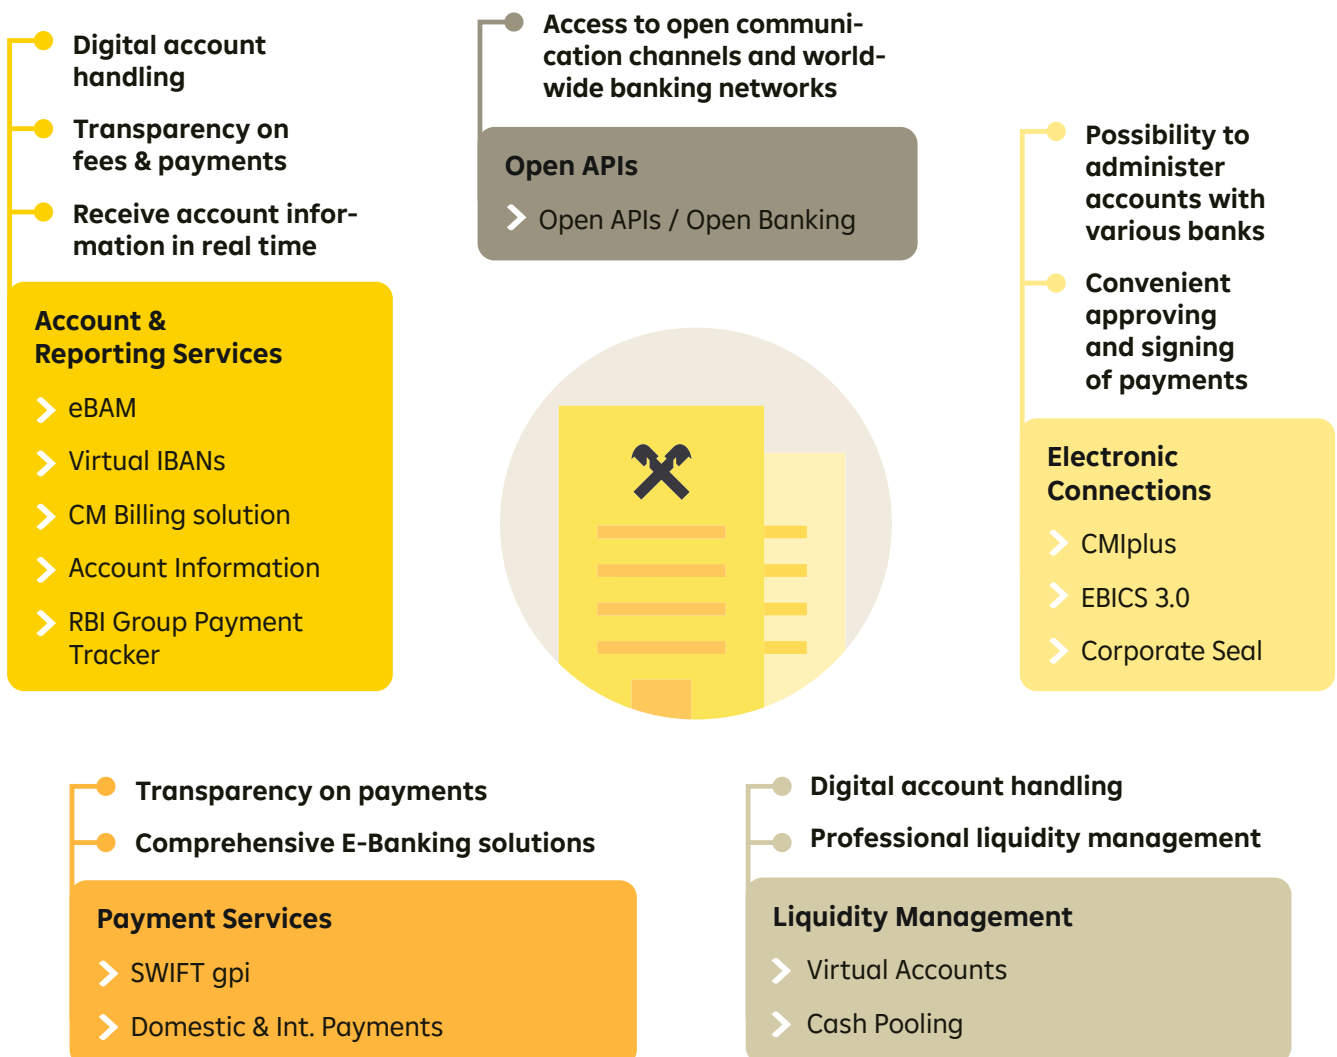 Digital account
handling
Transparency on
fees & payments
Receive account infor-
mation in real time
Account &
Reporting Services
eBAM
Virtual IBANs
CM Billing solution
Account Information
RBI Group Payment
Tracker
Access to open communi-
cation channels and world-
wide banking networks
Open APIs
Open APIs / Open Banking
Possibility to
administer
accounts with
various banks
Convenient
approving
and signing
of payments
Electronic
Connections
CMIplus
EBICS 3.0
Corporate Seal
Transparency on payments
Comprehensive E-Banking solutions
Payment Services
SWIFT gpi
Domestic & Int. Payments
Digital account handling
Professional liquidity management
Liquidity Management
Virtual Accounts
Cash Pooling